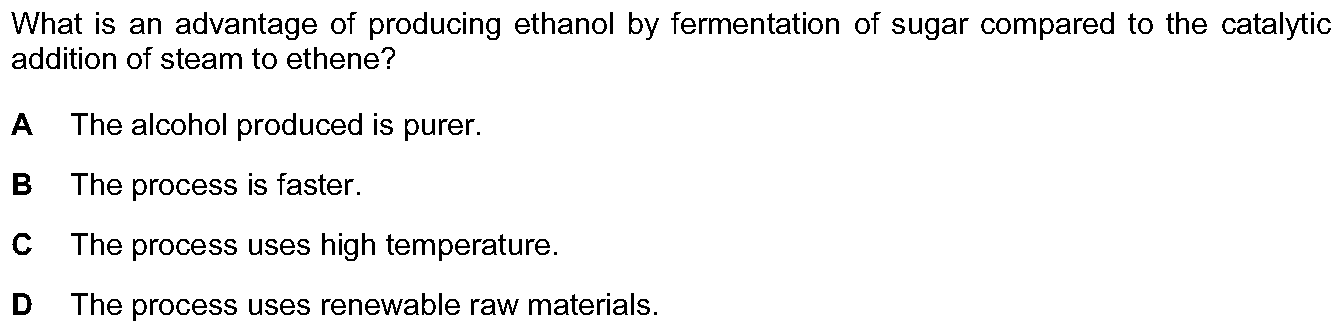 What is an advantage of producing ethanol by fermentation of sugar compared to the catalytic
addition of steam to ethene?
A The alcohol produced is purer.
B The process is faster.
C The process uses high temperature.
D The process uses renewable raw materials.